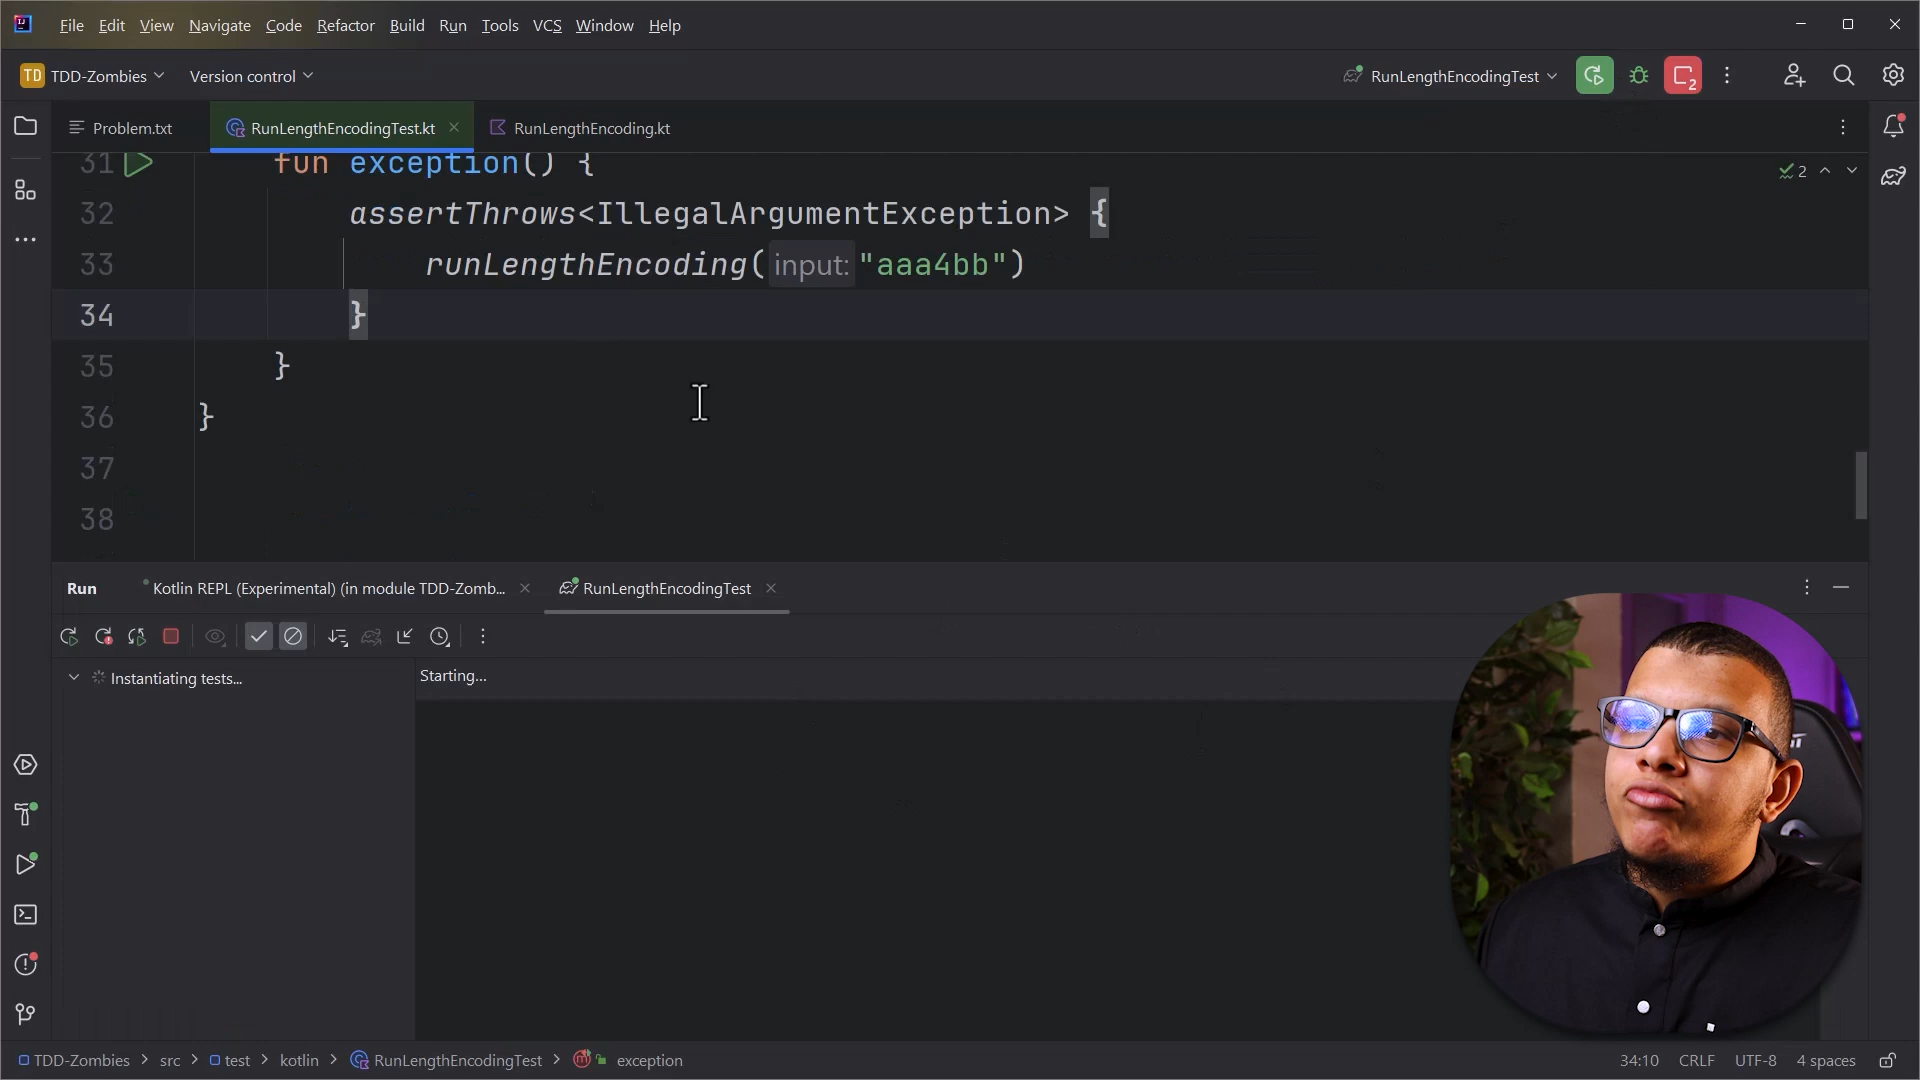 File Edit View Navigate Code Refactor Build Run Tools VCS Window Help
TD TDD-Zombies Version control RunLengthEncodingTest 2
Problem.txt RunLengthEncodingTest.kt RunLengthEncoding.kt
31 fun exception() { 2
32 assertThrows<IllegalArgumentException> {
33 runLengthEncoding( input: "aaa4bb")
34 }
35 }
36 }
37
38
Run Kotlin REPL (Experimental) (in module TDD-Zomb... RunLengthEncodingTest
Instantiating tests... Starting...
TDD-Zombies > src > test > kotlin > RunLengthEncodingTest > exception 34:10 CRLF UTF-8 4 spaces